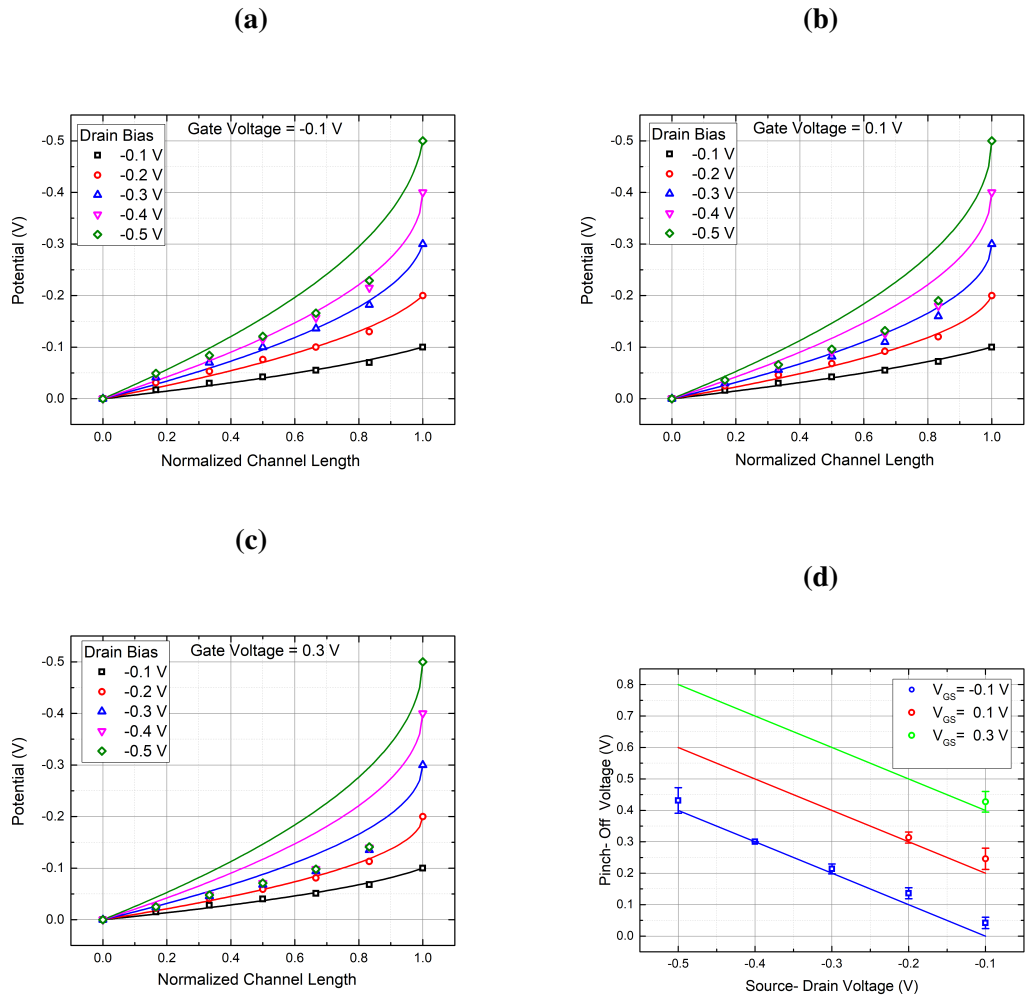 (a)
Gate Voltage = -0.1 V
Drain Bias
-0.1 V
-0.2 V
-0.3 V
-0.4 V
-0.5 V
-0.5
-0.4
-0.3
-0.2
-0.1
0.0
Potential (V)
0.0 0.2 0.4 0.6 0.8 1.0
Normalized Channel Length
(b)
Gate Voltage = 0.1 V
Drain Bias
-0.1 V
-0.2 V
-0.3 V
-0.4 V
-0.5 V
-0.5
-0.4
-0.3
-0.2
-0.1
0.0
Potential (V)
0.0 0.2 0.4 0.6 0.8 1.0
Normalized Channel Length
(c)
Gate Voltage = 0.3 V
Drain Bias
-0.1 V
-0.2 V
-0.3 V
-0.4 V
-0.5 V
-0.5
-0.4
-0.3
-0.2
-0.1
0.0
Potential (V)
0.0 0.2 0.4 0.6 0.8 1.0
Normalized Channel Length
(d)
V_GS= -0.1 V
V_GS= 0.1 V
V_GS= 0.3 V
0.8
0.7
0.6
0.5
0.4
0.3
0.2
0.1
0.0
Pinch- Off Voltage (V)
-0.5 -0.4 -0.3 -0.2 -0.1
Source- Drain Voltage (V)